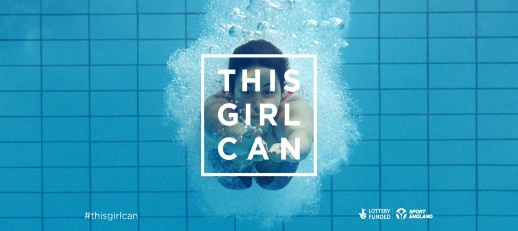 THIS
GIRL
CAN
#thisgirlcan
LOTTERY
FUNDED
SPORT
ENGLAND